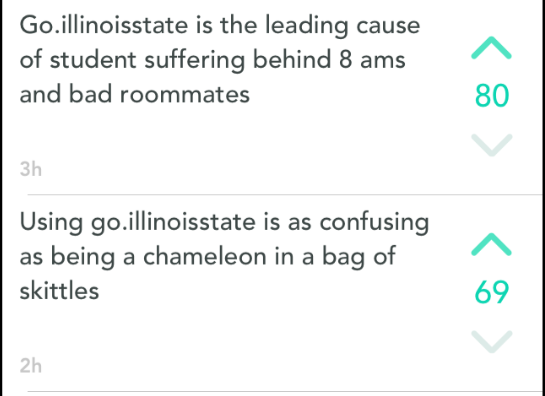 Go.illinoisstate is the leading cause
of student suffering behind 8 ams
and bad roommates
80
3h
Using go.illinoisstate is as confusing
as being a chameleon in a bag of
skittles
69
2h